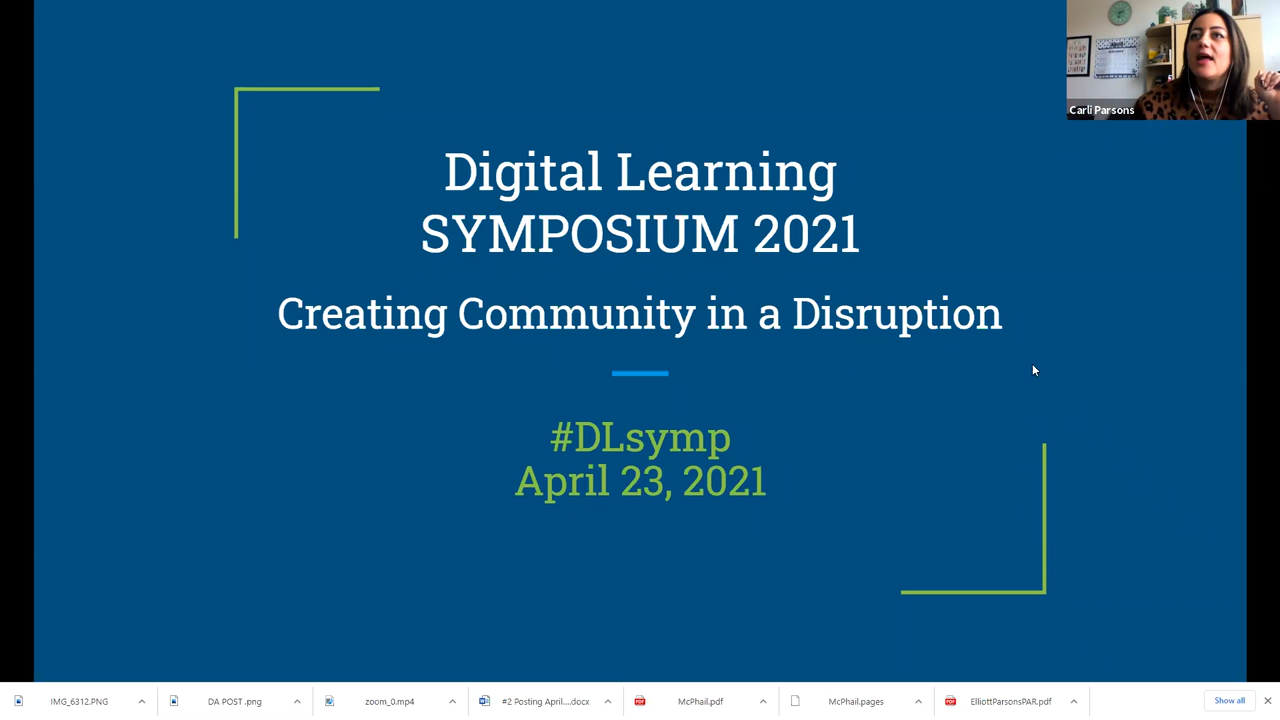 Carli Parsons
Digital Learning
SYMPOSIUM 2021
Creating Community in a Disruption
#DLsymp
April 23, 2021
IMG_6312.PNG
DA POST .png
zoom_0.mp4
#2 Posting April....docx
McPhail.pdf
McPhail.pages
ElliottParsonsPAR.pdf
Show all